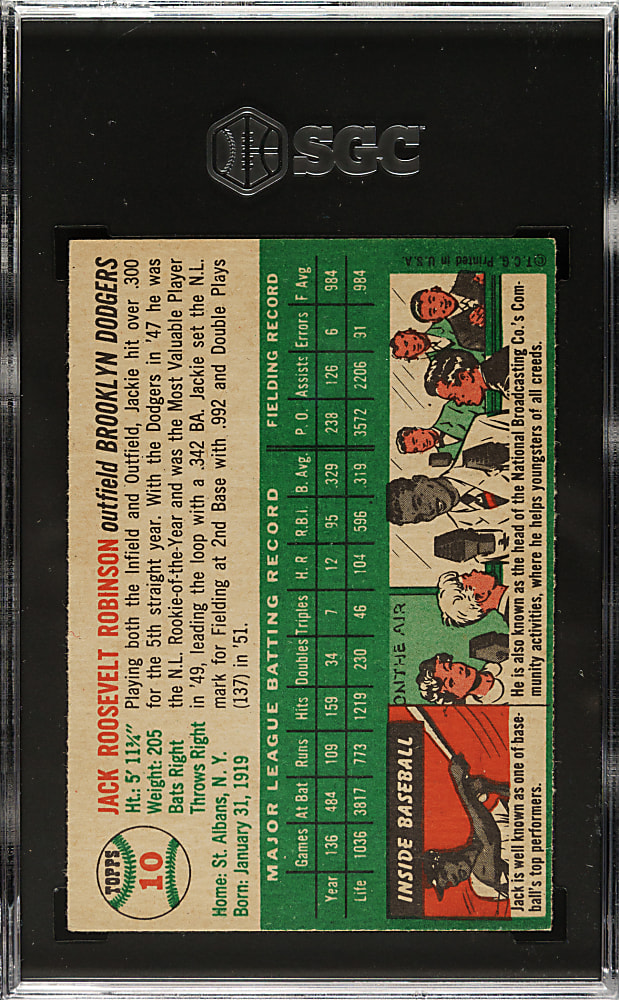 SGC
TOPPS
10
JACK ROOSEVELT ROBINSON outfield BROOKLYN DODGERS
Ht.: 5' 11¾"
Weight: 205
Bats Right
Throws Right
Home: St. Albans, N. Y.
Born: January 31, 1919
Playing both the Infield and Outfield, Jackie hit over .300
for the 5th straight year. With the Dodgers in '47 he was
the N.L. Rookie-of-the-Year and was the Most Valuable Player
in '49, leading the loop with a .342 BA. Jackie set the N.L.
mark for Fielding at 2nd Base with .992 and Double Plays
(137) in '51.
MAJOR LEAGUE BATTING RECORD FIELDING RECORD
Games At Bat Runs Hits Doubles Triples H. R R.B.I. B. Avg. P. O. Assists Errors F Avg
Year 136 484 109 159 34 7 12 95 .329 238 126 6 .984
Life 1036 3817 773 1219 230 46 104 596 .319 3572 2206 91 .984
INSIDE BASEBALL
ON THE AIR
Jack is well known as one of base-
ball's top performers.
He is also known as the head of the National Broadcasting Co.'s Com-
munity activities, where he helps youngsters of all creeds.
© T. C. G. Printed in U. S. A.